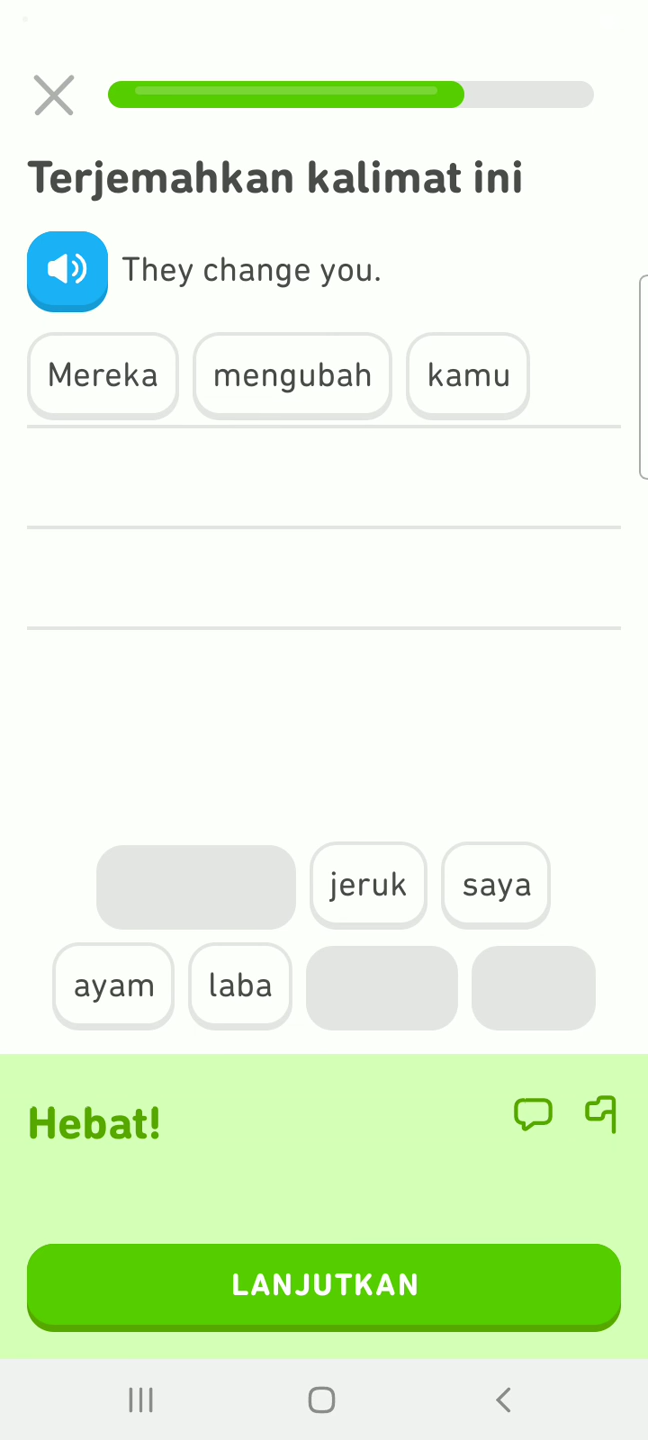 Terjemahkan kalimat ini
They change you.
Mereka mengubah kamu
jeruk saya
ayam laba
Hebat!
LANJUTKAN